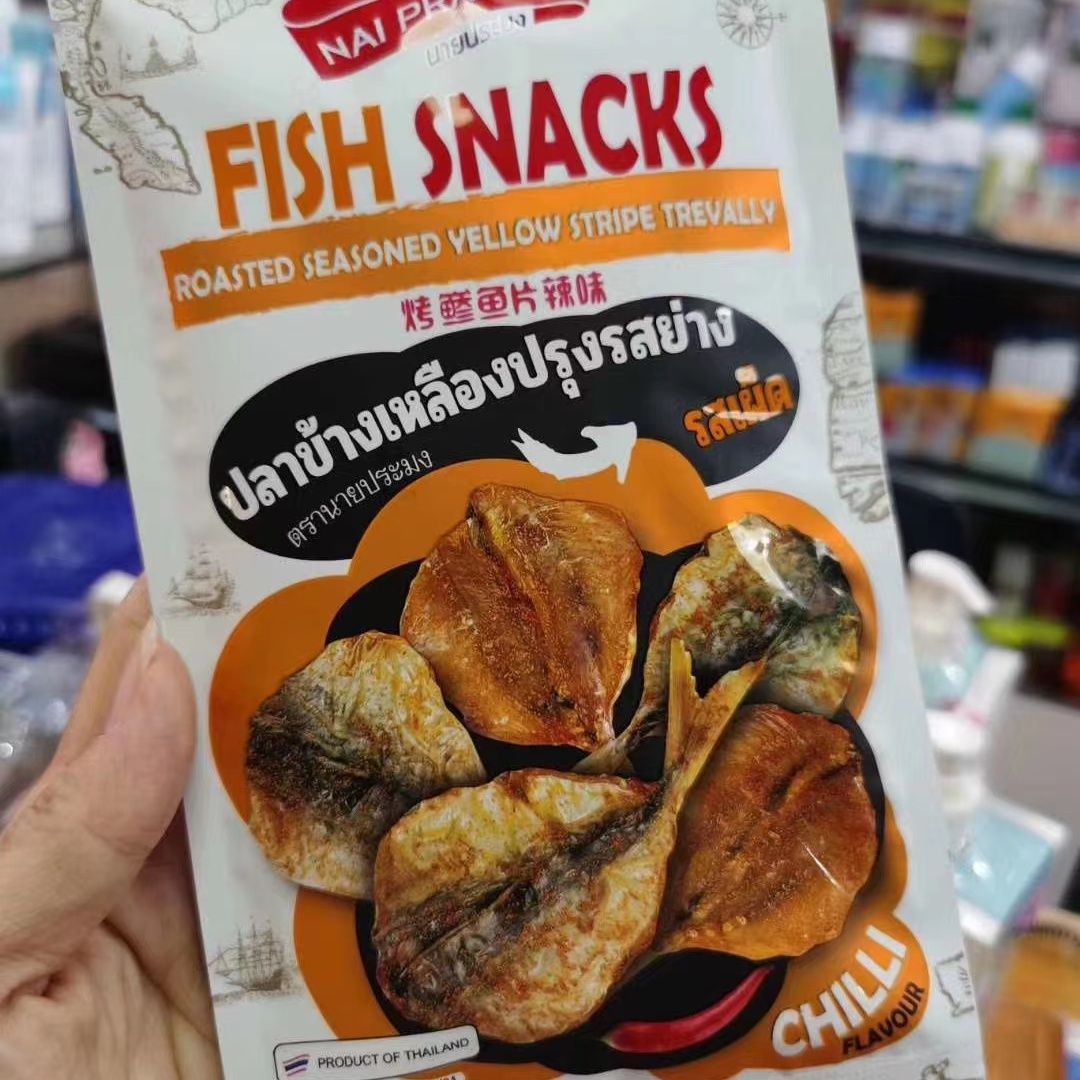 NAI
นายประมง
FISH SNACKS
ROASTED SEASONED YELLOW STRIPE TREVALLY
烤鲹鱼片辣味
ปลาข้างเหลืองปรุงรสย่าง
รสเผ็ด
ตรานายประมง
CHILLI
FLAVOUR
PRODUCT OF THAILAND